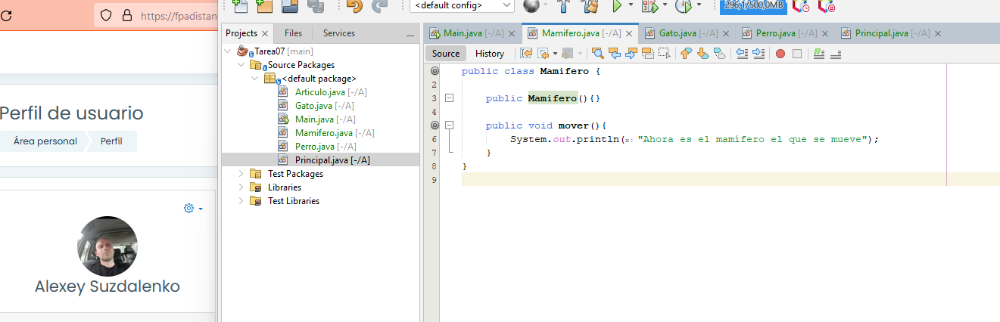 https://fpadistan
Perfil de usuario
Área personal
Perfil
Alexey Suzdalenko
<default config>
296,1/500,0MB
Projects
Files
Services
Tarea07 [main]
Source Packages
<default package>
Articulo.java [-/A]
Gato.java [-/A]
Main.java [-/A]
Mamifero.java [-/A]
Perro.java [-/A]
Principal.java [-/A]
Test Packages
Libraries
Test Libraries
Main.java [-/A]
Mamifero.java [-/A]
Gato.java [-/A]
Perro.java [-/A]
Principal.java [-/A]
Source
History
public class Mamifero {
2
3 public Mamifero(){}
4
public void mover(){
6 System.out.println(x: "Ahora es el mamífero el que se mueve");
7 }
8 }
9